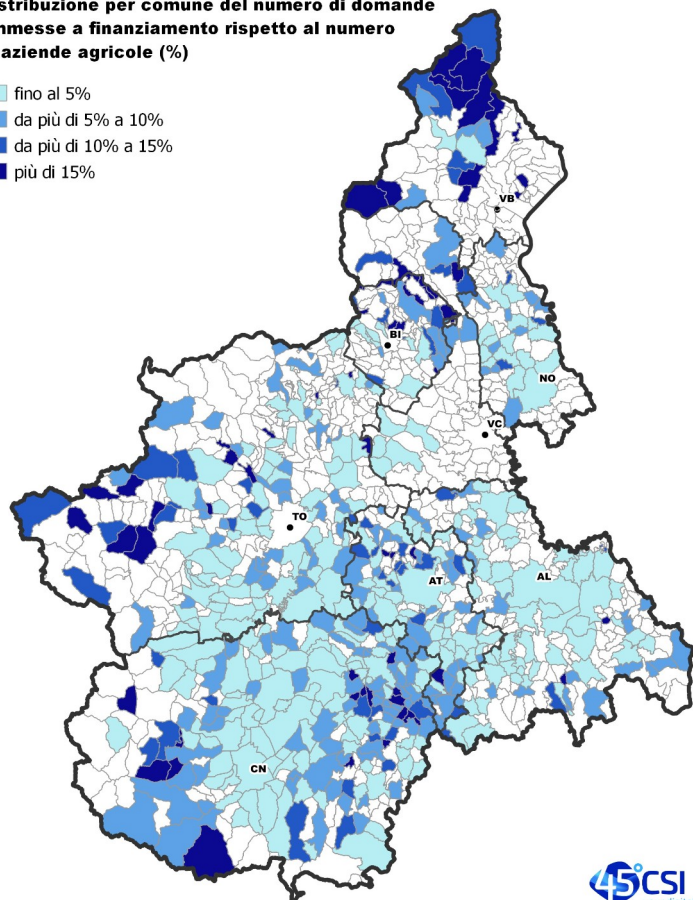 stribuzione per comune del numero di domande
mmesse a finanziamento rispetto al numero
aziende agricole (%)
fino al 5%
da più di 5% a 10%
da più di 10% a 15%
più di 15%
VB
BI
NO
VC
TO
AT
AL
CN
45° CSI